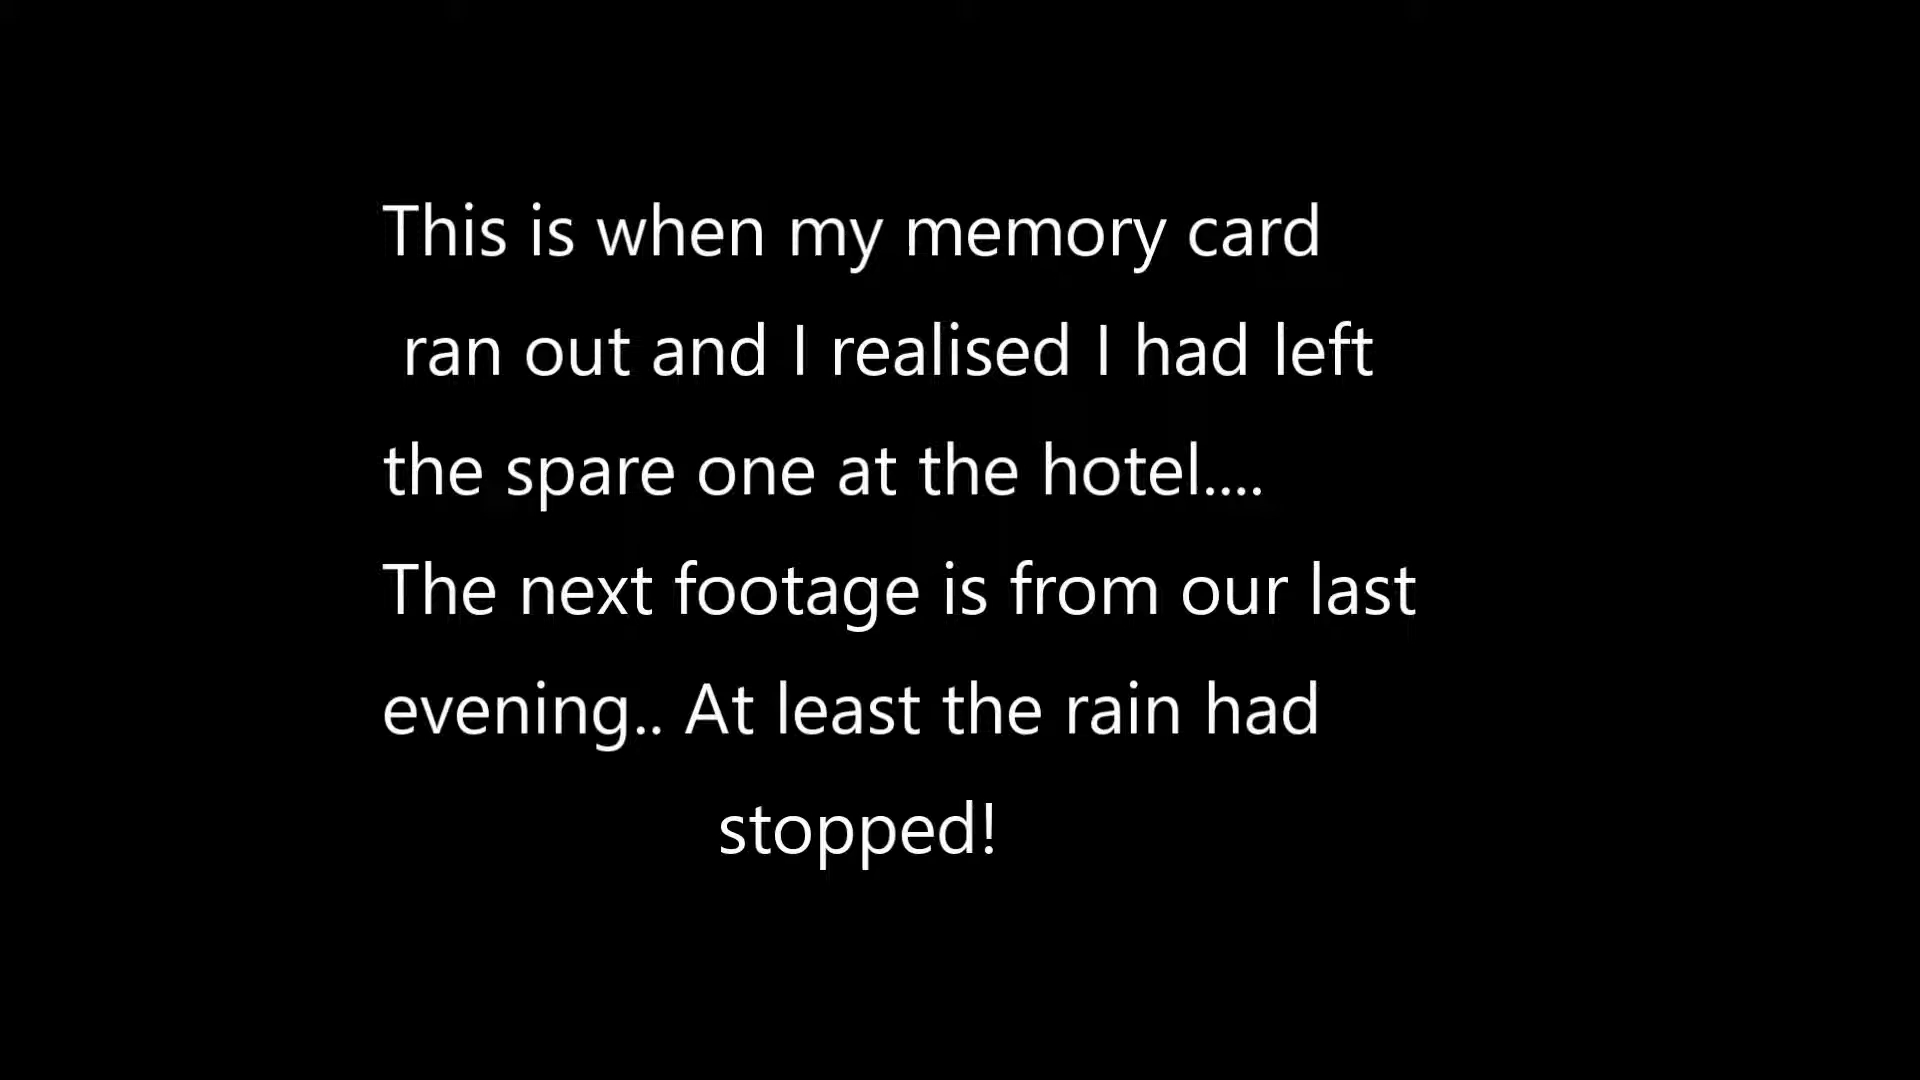 This is when my memory card
ran out and I realised I had left
the spare one at the hotel....
The next footage is from our last
evening.. At least the rain had
stopped!